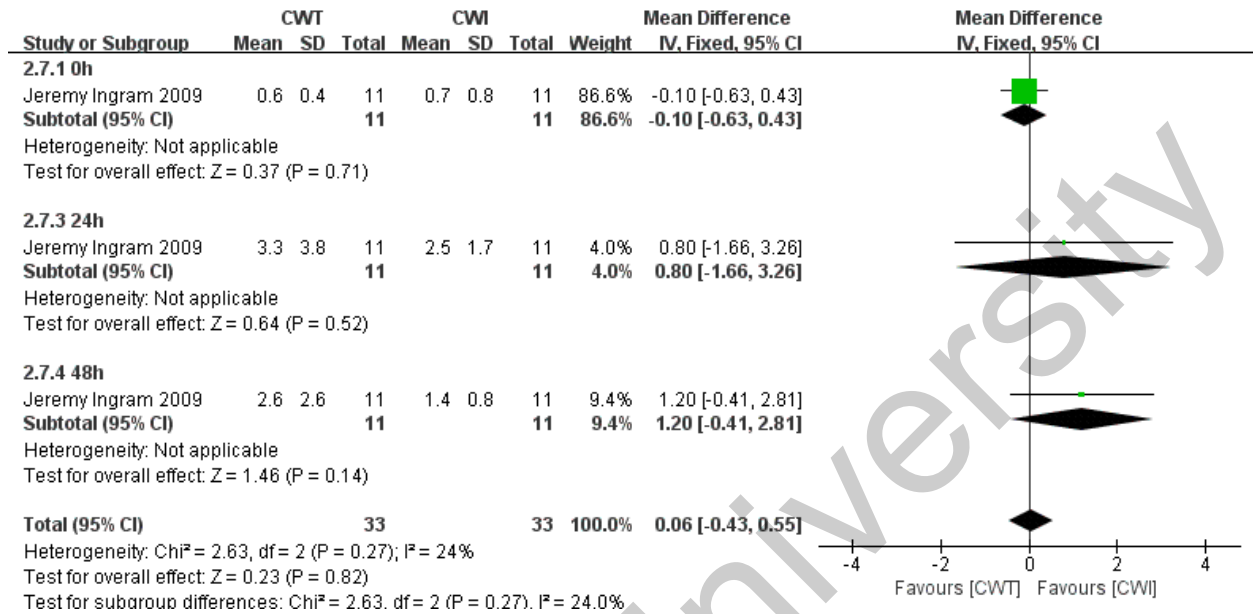 CWT CWI Mean Difference Mean Difference
Study or Subgroup Mean SD Total Mean SD Total Weight IV, Fixed, 95% CI IV, Fixed, 95% CI
2.7.1 0h
Jeremy Ingram 2009 0.6 0.4 11 0.7 0.8 11 86.6% -0.10 [-0.63, 0.43]
Subtotal (95% CI) 11 11 86.6% -0.10 [-0.63, 0.43]
Heterogeneity: Not applicable
Test for overall effect: Z = 0.37 (P = 0.71)
2.7.3 24h
Jeremy Ingram 2009 3.3 3.8 11 2.5 1.7 11 4.0% 0.80 [-1.66, 3.26]
Subtotal (95% CI) 11 11 4.0% 0.80 [-1.66, 3.26]
Heterogeneity: Not applicable
Test for overall effect: Z = 0.64 (P = 0.52)
2.7.4 48h
Jeremy Ingram 2009 2.6 2.6 11 1.4 0.8 11 9.4% 1.20 [-0.41, 2.81]
Subtotal (95% CI) 11 11 9.4% 1.20 [-0.41, 2.81]
Heterogeneity: Not applicable
Test for overall effect: Z = 1.46 (P = 0.14)
Total (95% CI) 33 33 100.0% 0.06 [-0.43, 0.55]
Heterogeneity: Chi² = 2.63, df = 2 (P = 0.27); I² = 24%
Test for overall effect: Z = 0.23 (P = 0.82)
Test for subgroup differences: Chi² = 2.63, df = 2 (P = 0.27), I² = 24.0%
-4 -2 0 2 4
Favours [CWT] Favours [CWI]
University